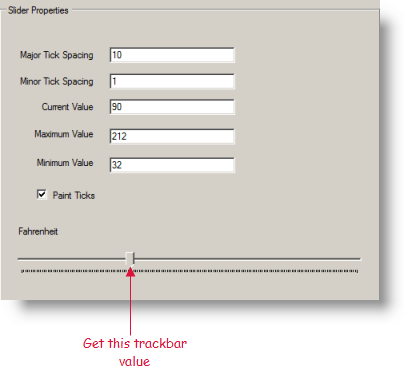 Slider Properties
Major Tick Spacing 10
Minor Tick Spacing 1
Current Value 90
Maximum Value 212
Minimum Value 32
Paint Ticks
Fahrenheit
Get this trackbar
value